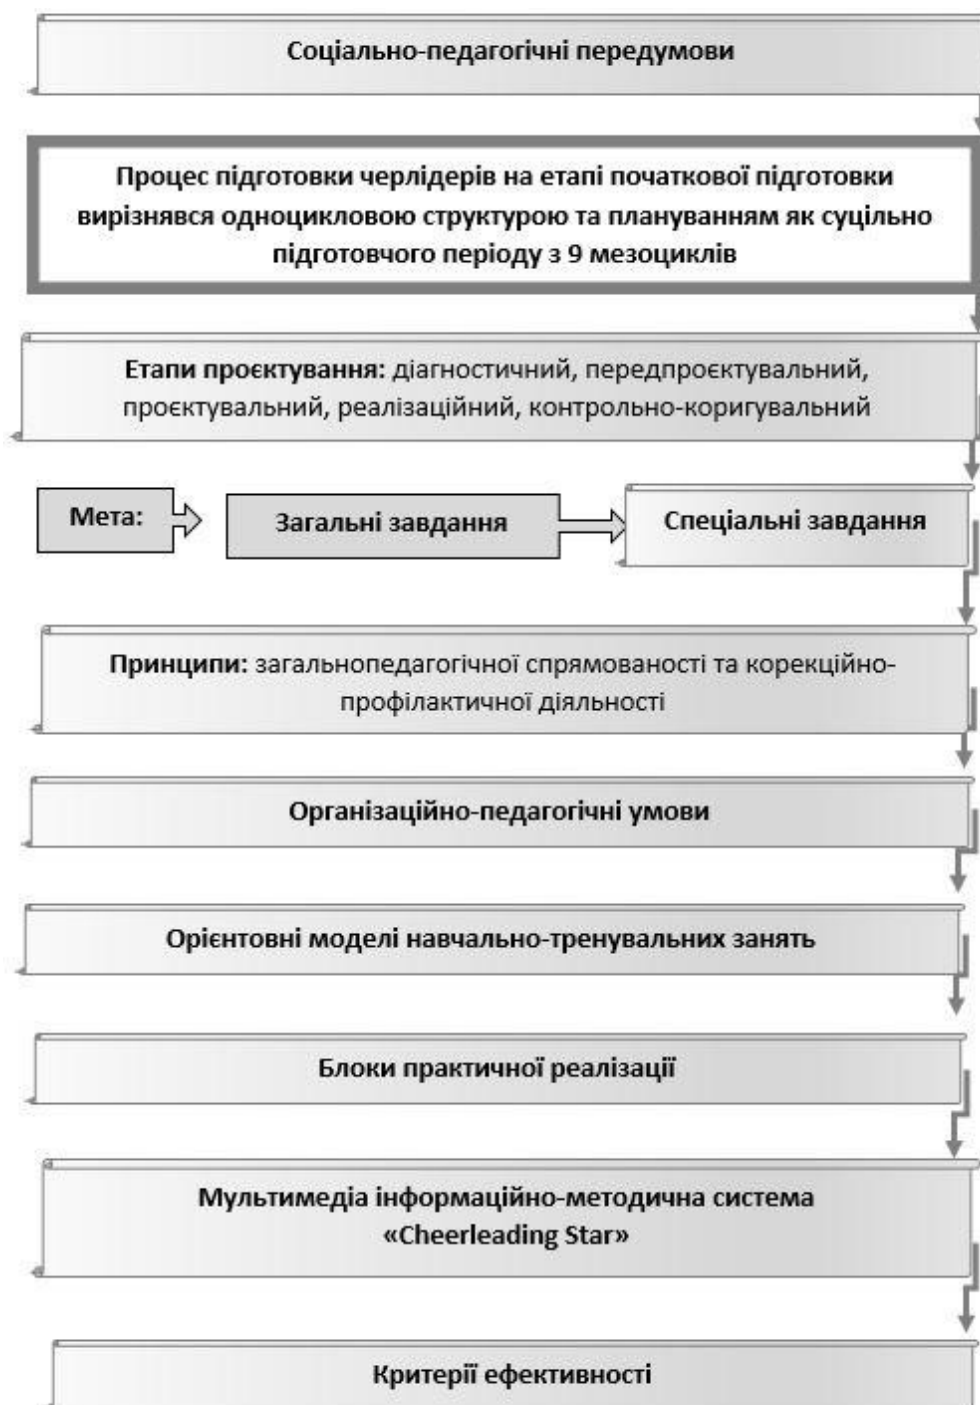 Соціально-педагогічні передумови
Процес підготовки черлідерів на етапі початкової підготовки
вирізнявся одноцикловою структурою та плануванням як суцільно
підготовчого періоду з 9 мезоциклів
Етапи проєктування: діагностичний, передпроєктувальний,
проєктувальний, реалізаційний, контрольно-коригувальний
Мета:
Загальні завдання
Спеціальні завдання
Принципи: загальнопедагогічної спрямованості та корекційно-
профілактичної діяльності
Організаційно-педагогічні умови
Орієнтовні моделі навчально-тренувальних занять
Блоки практичної реалізації
Мультимедіа інформаційно-методична система
«Cheerleading Star»
Критерії ефективності